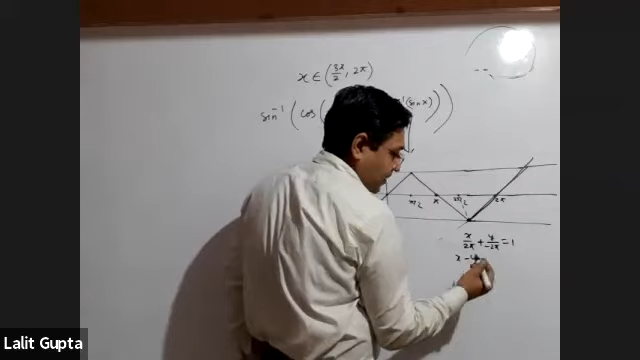 x ∈ (3π/2, 2π)
sin⁻¹ ( cos (
(sin x) ) )
π/2 π 3π/2 2π
x/2π + y/-2π = 1
x - y
Lalit Gupta